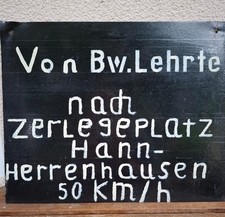 Von Bw.Lehrte
nach
Zerlegeplatz
Hann-
Herrenhausen
50 Km/h